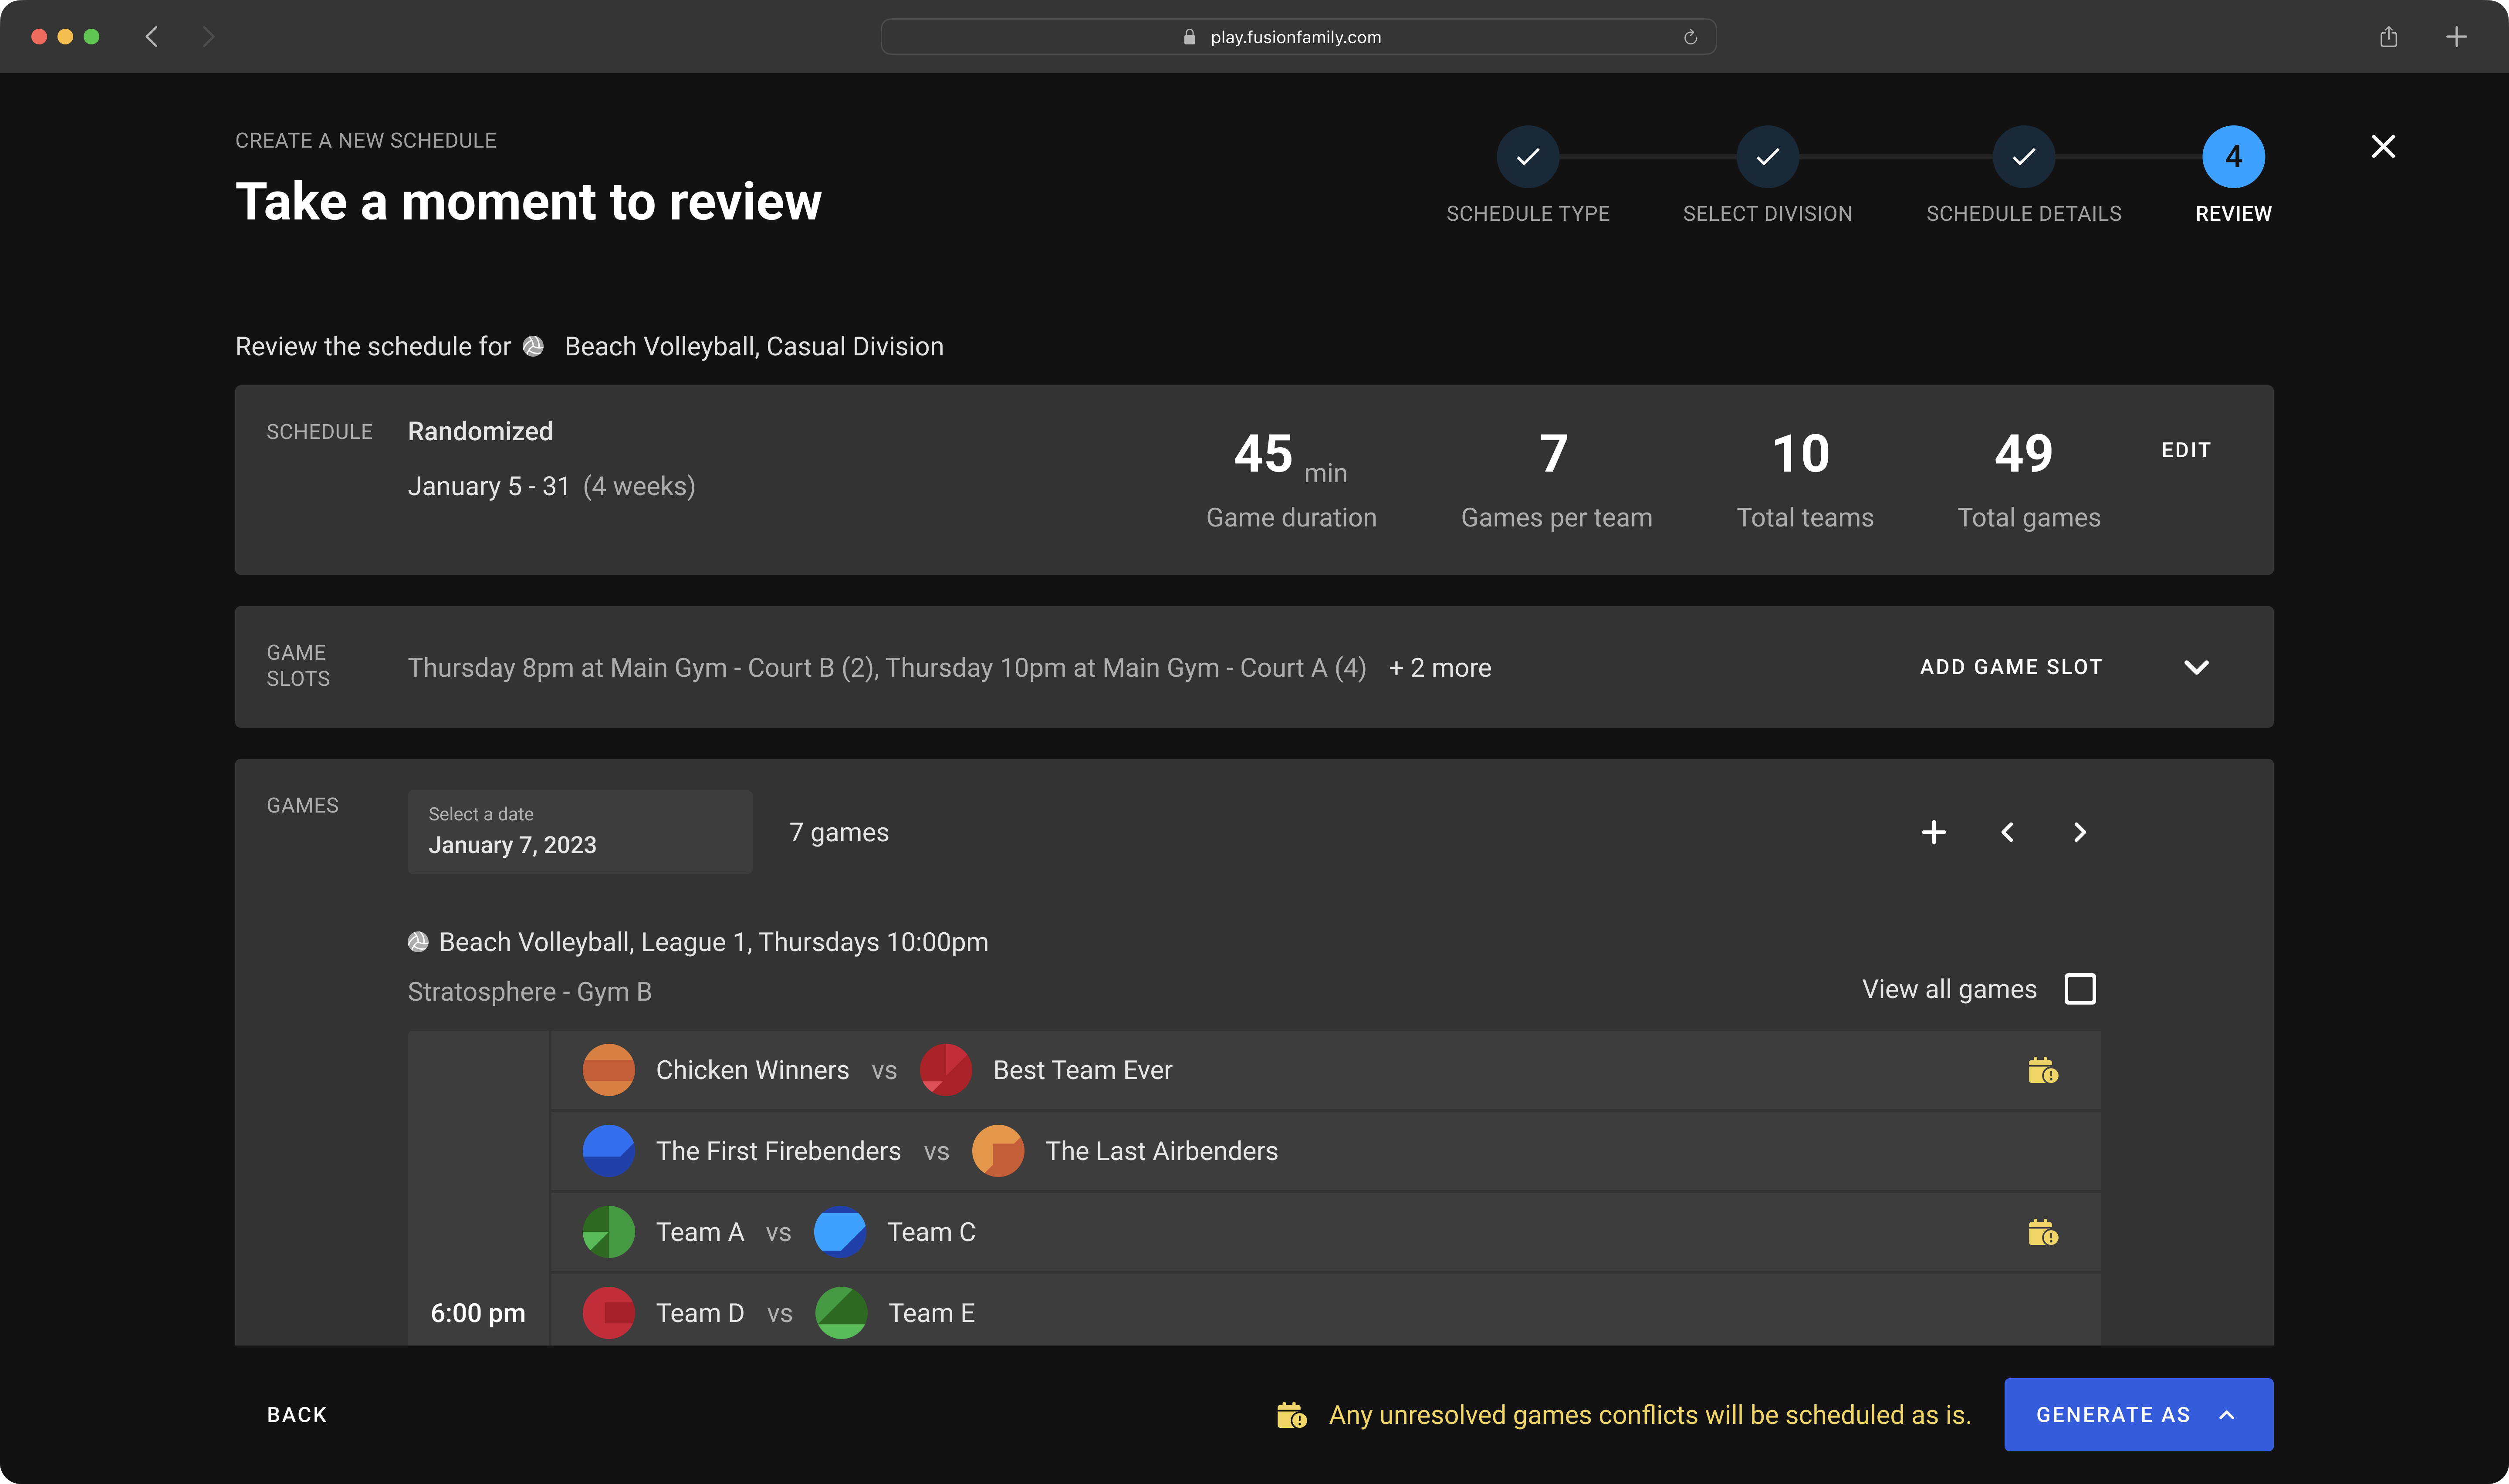 play.fusionfamily.com
CREATE A NEW SCHEDULE
Take a moment to review
SCHEDULE TYPE
SELECT DIVISION
SCHEDULE DETAILS
4
REVIEW
Review the schedule for Beach Volleyball, Casual Division
SCHEDULE
Randomized
January 5 - 31 (4 weeks)
45 min
Game duration
7
Games per team
10
Total teams
49
Total games
EDIT
GAME
SLOTS
Thursday 8pm at Main Gym - Court B (2), Thursday 10pm at Main Gym - Court A (4) + 2 more
ADD GAME SLOT
GAMES
Select a date
January 7, 2023
7 games
Beach Volleyball, League 1, Thursdays 10:00pm
Stratosphere - Gym B
View all games
Chicken Winners vs Best Team Ever
The First Firebenders vs The Last Airbenders
Team A vs Team C
6:00 pm
Team D vs Team E
BACK
Any unresolved games conflicts will be scheduled as is.
GENERATE AS